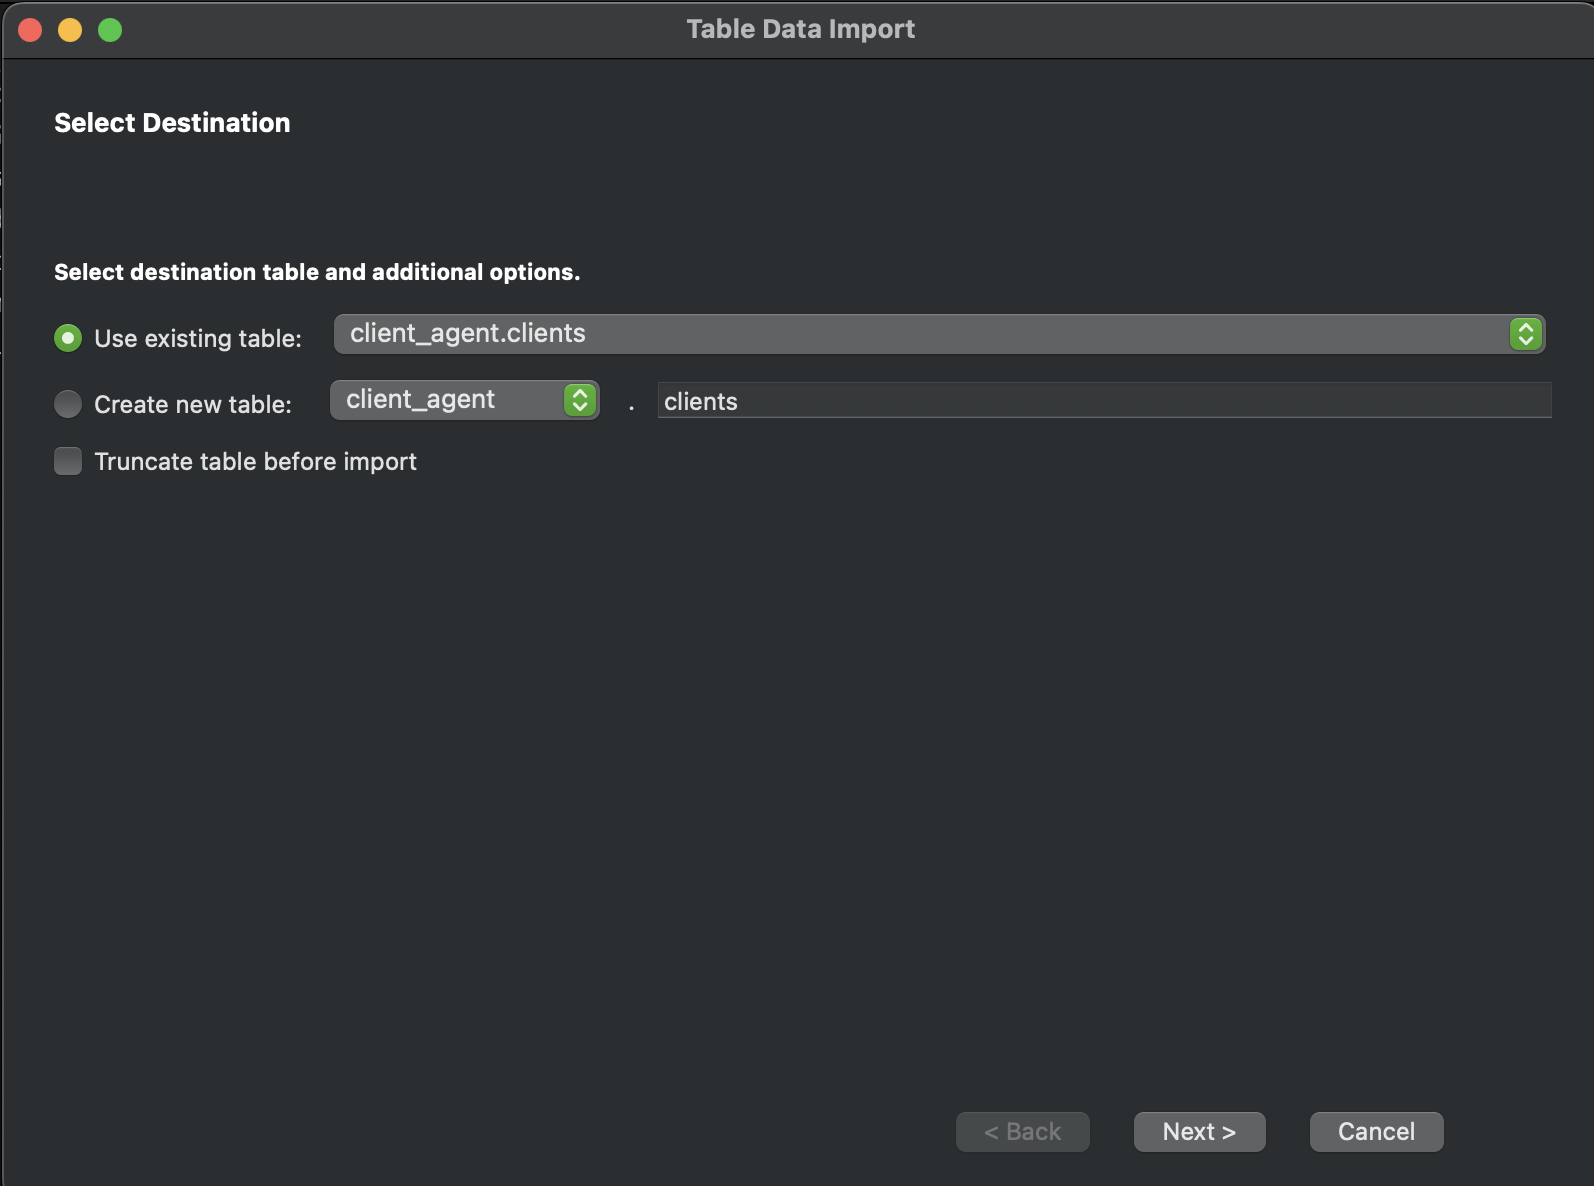 Table Data Import
Select Destination
Select destination table and additional options.
Use existing table: client_agent.clients
Create new table: client_agent . clients
Truncate table before import
< Back Next > Cancel